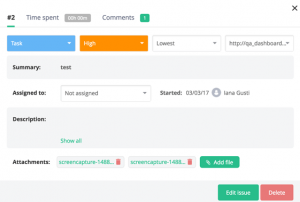 #2 Time spent 00h 00m Comments 1
Task High Lowest http://qa_dashboard...
Summary: test
Assigned to: Not assigned Started: 03/03/17 Iana Gusti
Description:
Show all
Attachments: screencapture-1488... screencapture-1488... Add file
Edit issue Delete